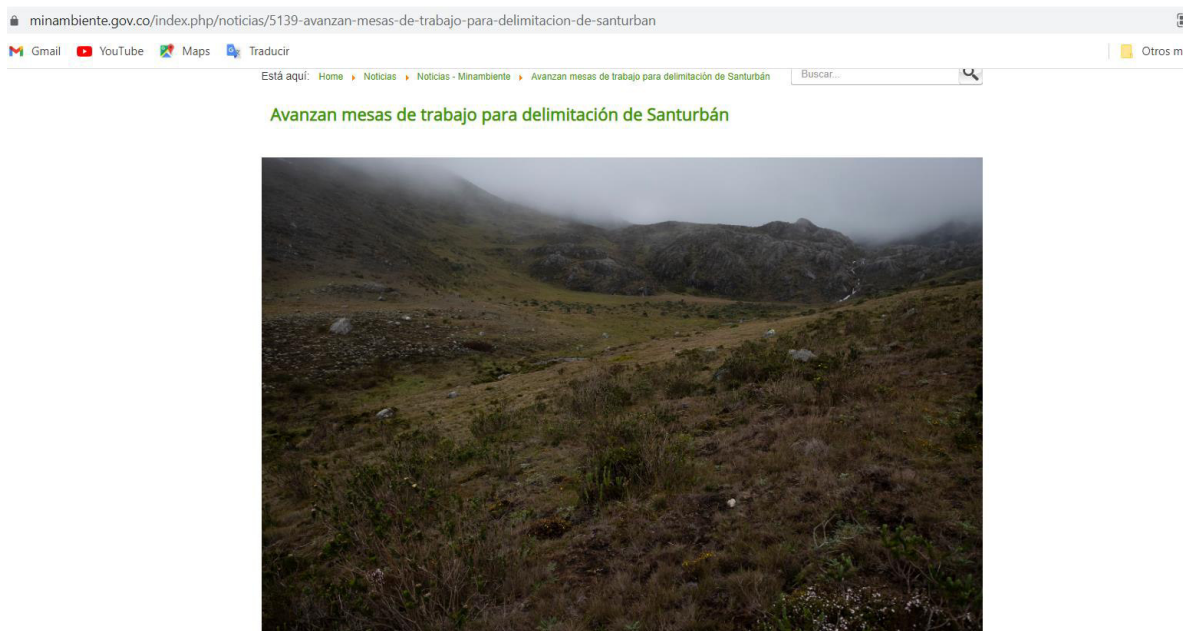 minambiente.gov.co/index.php/noticias/5139-avanzan-mesas-de-trabajo-para-delimitacion-de-santurban
Gmail YouTube Maps Traducir Otros m
Está aquí: Home Noticias Noticias - Minambiente Avanzan mesas de trabajo para delimitación de Santurbán Buscar...
Avanzan mesas de trabajo para delimitación de Santurbán